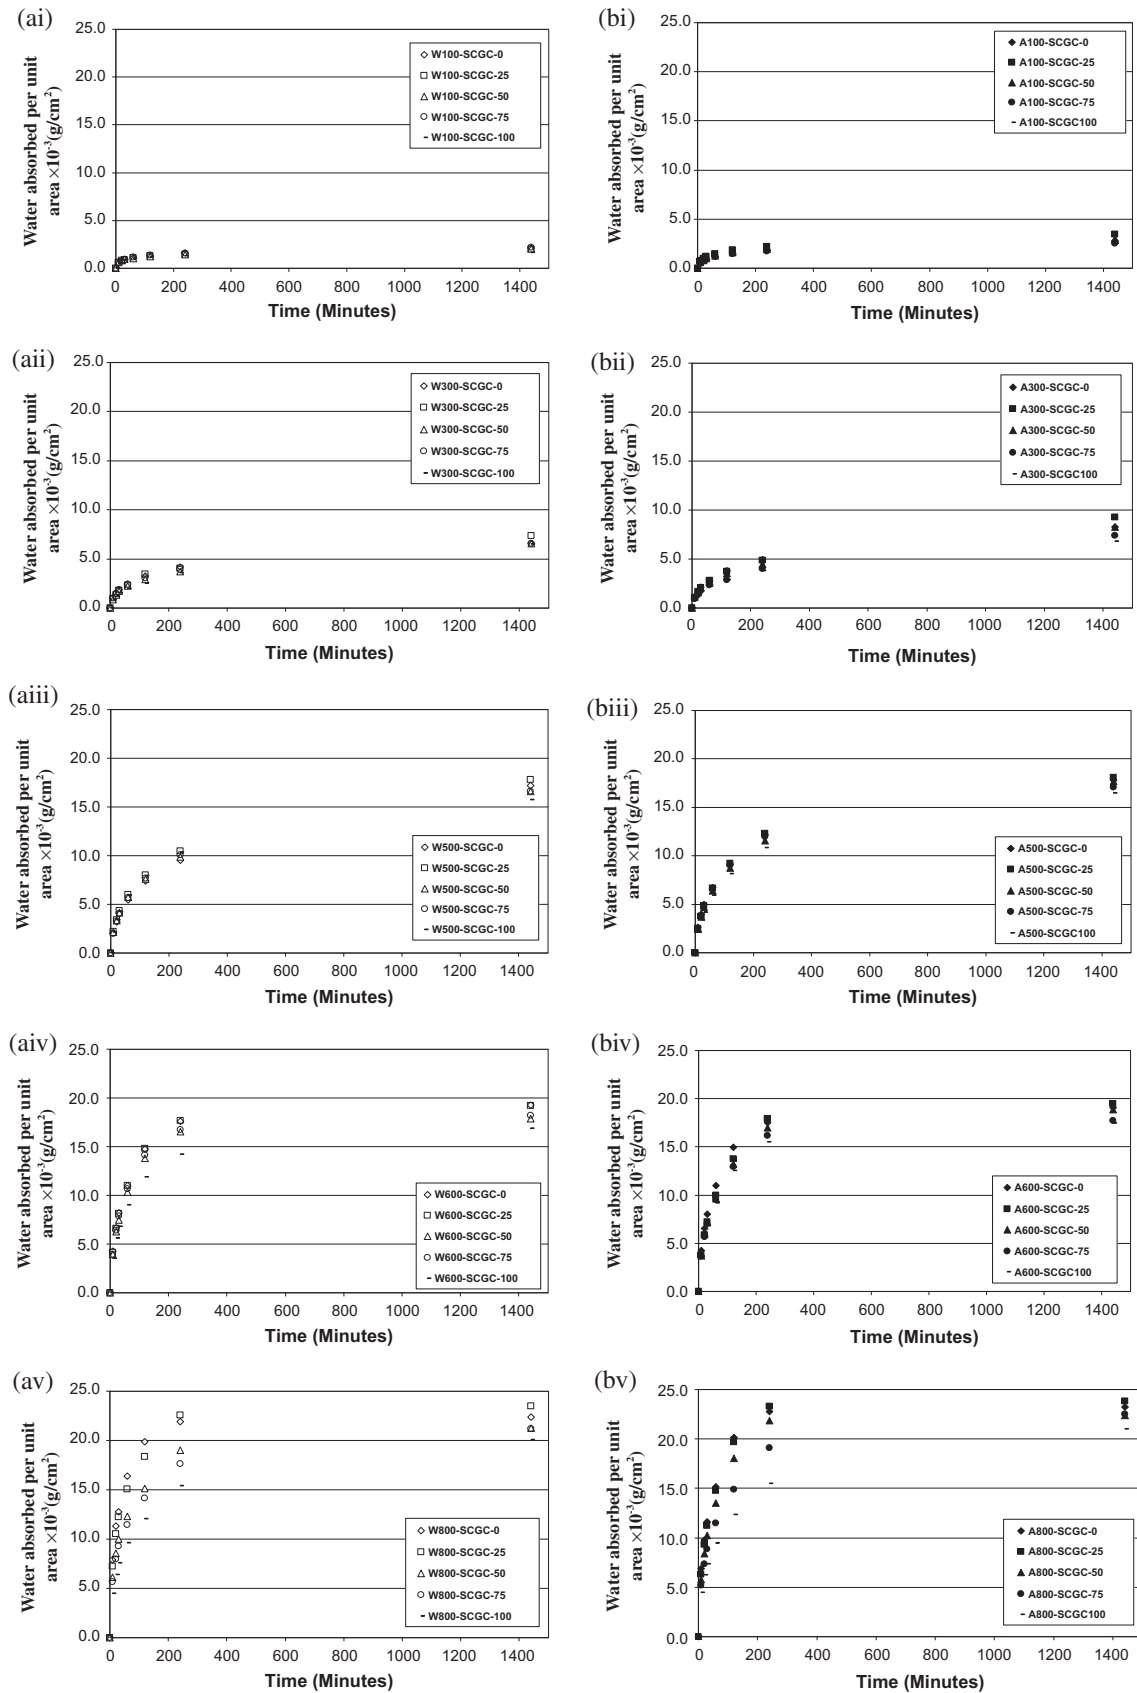 (ai)
Water absorbed per unit
area ×10⁻³(g/cm²)
25.0
20.0
15.0
10.0
5.0
0.0
W100-SCGC-0
W100-SCGC-25
W100-SCGC-50
W100-SCGC-75
W100-SCGC-100
0 200 400 600 800 1000 1200 1400
Time (Minutes)
(bi)
Water absorbed per unit
area ×10⁻³(g/cm²)
25.0
20.0
15.0
10.0
5.0
0.0
A100-SCGC-0
A100-SCGC-25
A100-SCGC-50
A100-SCGC-75
A100-SCGC100
0 200 400 600 800 1000 1200 1400
Time (Minutes)
(aii)
Water absorbed per unit
area ×10⁻³(g/cm²)
25.0
20.0
15.0
10.0
5.0
0.0
W300-SCGC-0
W300-SCGC-25
W300-SCGC-50
W300-SCGC-75
W300-SCGC-100
0 200 400 600 800 1000 1200 1400
Time (Minutes)
(bii)
Water absorbed per unit
area ×10⁻³(g/cm²)
25.0
20.0
15.0
10.0
5.0
0.0
A300-SCGC-0
A300-SCGC-25
A300-SCGC-50
A300-SCGC-75
A300-SCGC100
0 200 400 600 800 1000 1200 1400
Time (Minutes)
(aiii)
Water absorbed per unit
area ×10⁻³(g/cm²)
25.0
20.0
15.0
10.0
5.0
0.0
W500-SCGC-0
W500-SCGC-25
W500-SCGC-50
W500-SCGC-75
W500-SCGC-100
0 200 400 600 800 1000 1200 1400
Time (Minutes)
(biii)
Water absorbed per unit
area ×10⁻³(g/cm²)
25.0
20.0
15.0
10.0
5.0
0.0
A500-SCGC-0
A500-SCGC-25
A500-SCGC-50
A500-SCGC-75
A500-SCGC100
0 200 400 600 800 1000 1200 1400
Time (Minutes)
(aiv)
Water absorbed per unit
area ×10⁻³(g/cm²)
25.0
20.0
15.0
10.0
5.0
0.0
W600-SCGC-0
W600-SCGC-25
W600-SCGC-50
W600-SCGC-75
W600-SCGC-100
0 200 400 600 800 1000 1200 1400
Time (Minutes)
(biv)
Water absorbed per unit
area ×10⁻³(g/cm²)
25.0
20.0
15.0
10.0
5.0
0.0
A600-SCGC-0
A600-SCGC-25
A600-SCGC-50
A600-SCGC-75
A600-SCGC100
0 200 400 600 800 1000 1200 1400
Time (Minutes)
(av)
Water absorbed per unit
area ×10⁻³(g/cm²)
25.0
20.0
15.0
10.0
5.0
0.0
W800-SCGC-0
W800-SCGC-25
W800-SCGC-50
W800-SCGC-75
W800-SCGC-100
0 200 400 600 800 1000 1200 1400
Time (Minutes)
(bv)
Water absorbed per unit
area ×10⁻³(g/cm²)
25.0
20.0
15.0
10.0
5.0
0.0
A800-SCGC-0
A800-SCGC-25
A800-SCGC-50
A800-SCGC-75
A800-SCGC100
0 200 400 600 800 1000 1200 1400
Time (Minutes)